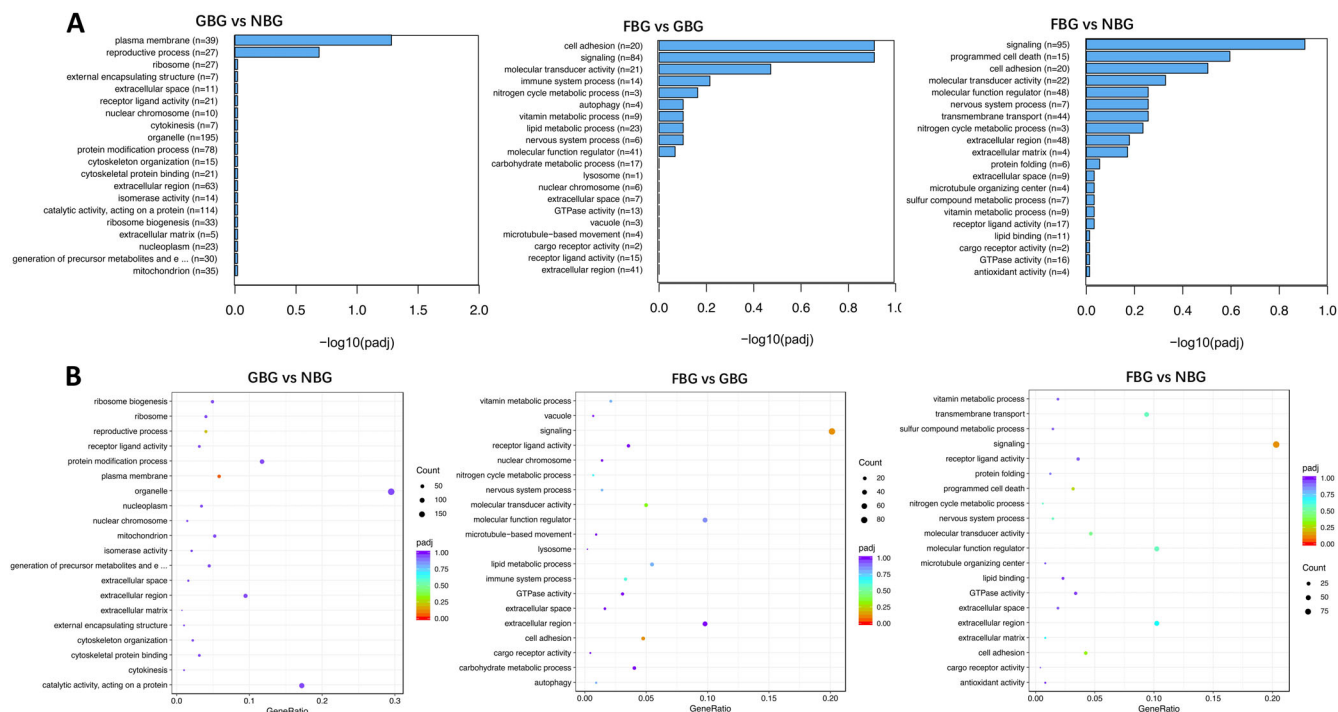 A
GBG vs NBG
plasma membrane (n=39)
reproductive process (n=27)
ribosome (n=27)
external encapsulating structure (n=7)
extracellular space (n=11)
receptor ligand activity (n=21)
nuclear chromosome (n=10)
cytokinesis (n=7)
organelle (n=195)
protein modification process (n=78)
cytoskeleton organization (n=15)
cytoskeletal protein binding (n=21)
extracellular region (n=63)
isomerase activity (n=14)
catalytic activity, acting on a protein (n=114)
ribosome biogenesis (n=33)
extracellular matrix (n=5)
nucleoplasm (n=23)
generation of precursor metabolites and e ... (n=30)
mitochondrion (n=35)
0.0 0.5 1.0 1.5 2.0
−log10(padj)
FBG vs GBG
cell adhesion (n=20)
signaling (n=84)
molecular transducer activity (n=21)
immune system process (n=14)
nitrogen cycle metabolic process (n=3)
autophagy (n=4)
vitamin metabolic process (n=9)
lipid metabolic process (n=23)
nervous system process (n=6)
molecular function regulator (n=41)
carbohydrate metabolic process (n=17)
lysosome (n=1)
nuclear chromosome (n=6)
extracellular space (n=7)
GTPase activity (n=13)
vacuole (n=3)
microtubule−based movement (n=4)
cargo receptor activity (n=2)
receptor ligand activity (n=15)
extracellular region (n=41)
0.0 0.2 0.4 0.6 0.8 1.0
−log10(padj)
FBG vs NBG
signaling (n=95)
programmed cell death (n=15)
cell adhesion (n=20)
molecular transducer activity (n=22)
molecular function regulator (n=48)
nervous system process (n=7)
transmembrane transport (n=44)
nitrogen cycle metabolic process (n=3)
extracellular region (n=48)
extracellular matrix (n=4)
protein folding (n=6)
extracellular space (n=9)
microtubule organizing center (n=4)
sulfur compound metabolic process (n=7)
vitamin metabolic process (n=9)
receptor ligand activity (n=17)
lipid binding (n=11)
cargo receptor activity (n=2)
GTPase activity (n=16)
antioxidant activity (n=4)
0.0 0.2 0.4 0.6 0.8 1.0
−log10(padj)
B
GBG vs NBG
ribosome biogenesis
ribosome
reproductive process
receptor ligand activity
protein modification process
plasma membrane
organelle
nucleoplasm
nuclear chromosome
mitochondrion
isomerase activity
generation of precursor metabolites and e ...
extracellular space
extracellular region
extracellular matrix
external encapsulating structure
cytoskeleton organization
cytoskeletal protein binding
cytokinesis
catalytic activity, acting on a protein
0.0 0.1 0.2 0.3
GeneRatio
Count
50
100
150
padj
1.00
0.75
0.50
0.25
0.00
FBG vs GBG
vitamin metabolic process
vacuole
signaling
receptor ligand activity
nuclear chromosome
nitrogen cycle metabolic process
nervous system process
molecular transducer activity
molecular function regulator
microtubule−based movement
lysosome
lipid metabolic process
immune system process
GTPase activity
extracellular space
extracellular region
cell adhesion
cargo receptor activity
carbohydrate metabolic process
autophagy
0.00 0.05 0.10 0.15 0.20
GeneRatio
Count
20
40
60
80
padj
1.00
0.75
0.50
0.25
0.00
FBG vs NBG
vitamin metabolic process
transmembrane transport
sulfur compound metabolic process
signaling
receptor ligand activity
protein folding
programmed cell death
nitrogen cycle metabolic process
nervous system process
molecular transducer activity
molecular function regulator
microtubule organizing center
lipid binding
GTPase activity
extracellular space
extracellular region
extracellular matrix
cell adhesion
cargo receptor activity
antioxidant activity
0.00 0.05 0.10 0.15 0.20
GeneRatio
padj
1.00
0.75
0.50
0.25
0.00
Count
25
50
75